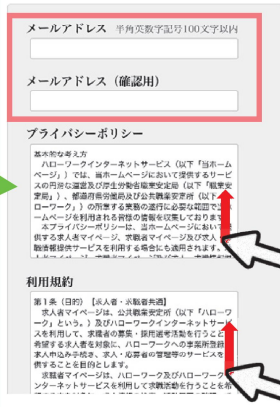 メールアドレス 半角英数字記号100文字以内
メールアドレス（確認用）
プライバシーポリシー
基本的な考え方
ハローワークインターネットサービス（以下「当ホーム
ページ」）では、当ホームページにおいて提供するサービ
スの円滑な運営及び厚生労働省職業安定局（以下「職業安
定局」）、都道府県労働局及び公共職業安定所（以下「ハ
ローワーク」）の所掌する業務の遂行に必要な範囲で当ホ
ームページを利用される皆様の情報を収集しております
本プライバシーポリシーは、当ホームページにおいて提
供する求人者マイページ、求職者マイページ及び求人
職情報提供サービスを利用する場合にも適用されます
利用規約
第1条（目的）【求人者・求職者共通】
求人者マイページは、公共職業安定所（以下「ハローワ
ーク」という。）及びハローワークインターネットサービ
スを利用して、求職者の募集・採用選考活動を行うこと
希望する求人者を対象に、ハローワークへの事業所登録
求人申込み手続き、求人・応募者の管理等のサービスを
供することを目的とします。
求職者マイページは、ハローワーク及びハローワーク
ンターネットサービスを利用して求職活動を行うことを希